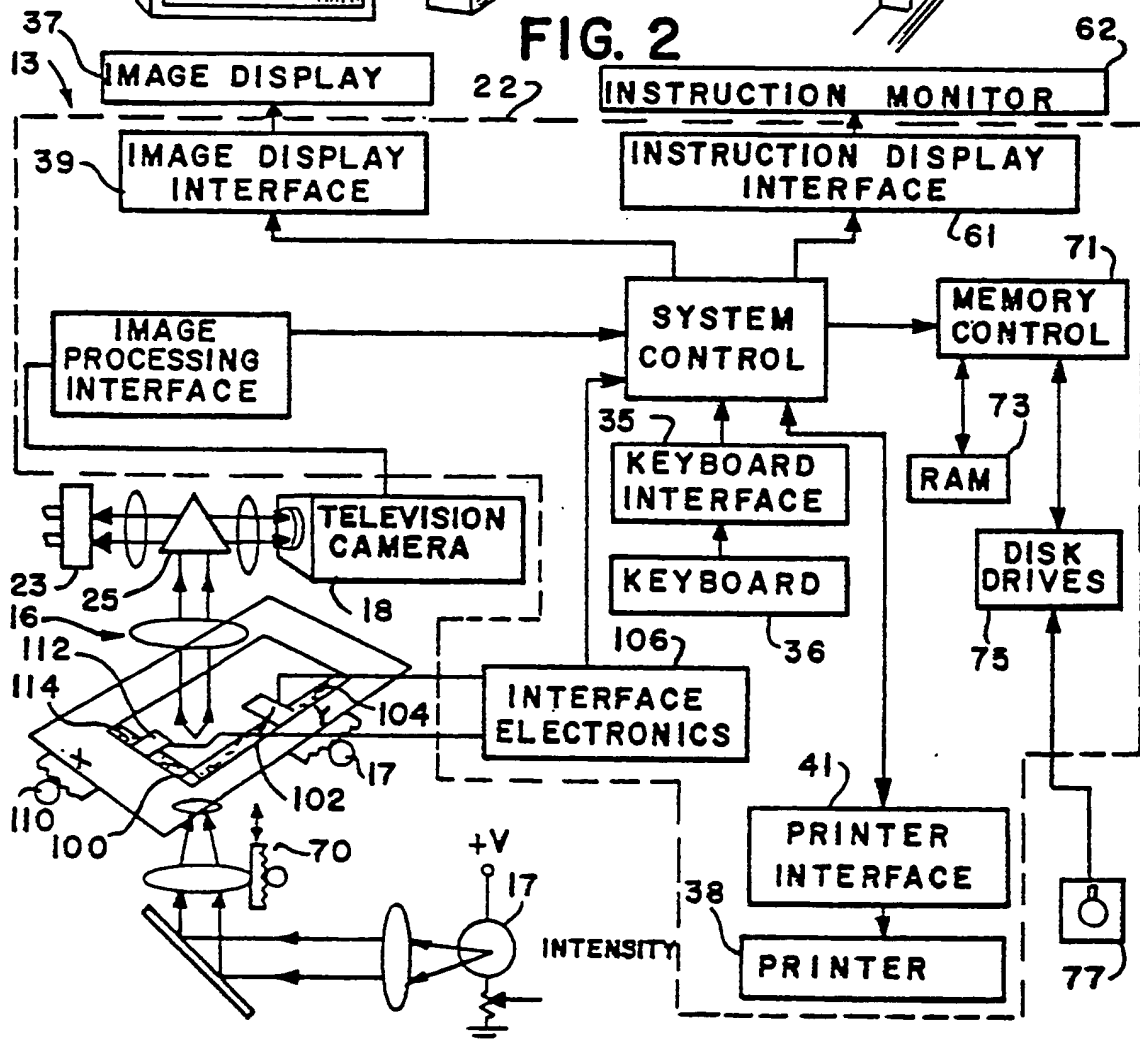 FIG. 2
37
13
IMAGE DISPLAY
22
62
INSTRUCTION MONITOR
39
IMAGE DISPLAY
INTERFACE
INSTRUCTION DISPLAY
INTERFACE
61
71
IMAGE
PROCESSING
INTERFACE
SYSTEM
CONTROL
MEMORY
CONTROL
35
KEYBOARD
INTERFACE
73
RAM
TELEVISION
CAMERA
23
25
18
KEYBOARD
36
DISK
DRIVES
75
16
112
114
106
INTERFACE
ELECTRONICS
104
Y
X
17
102
110
100
70
41
PRINTER
INTERFACE
+V
17
INTENSITY
38
PRINTER
77